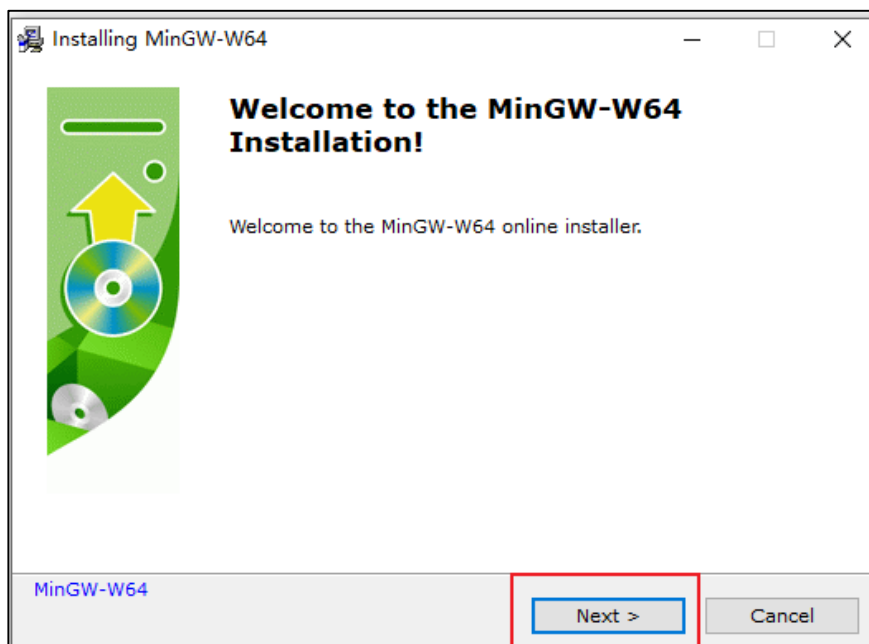 Installing MinGW-W64
Welcome to the MinGW-W64
Installation!
Welcome to the MinGW-W64 online installer.
MinGW-W64
Next >
Cancel